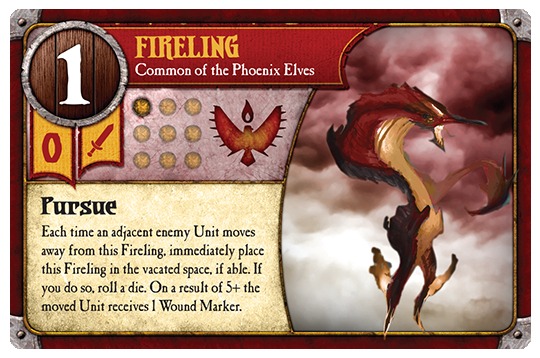 1
FIRELING
Common of the Phoenix Elves
0
Pursue
Each time an adjacent enemy Unit moves
away from this Fireling, immediately place
this Fireling in the vacated space, if able. If
you do so, roll a die. On a result of 5+ the
moved Unit receives 1 Wound Marker.